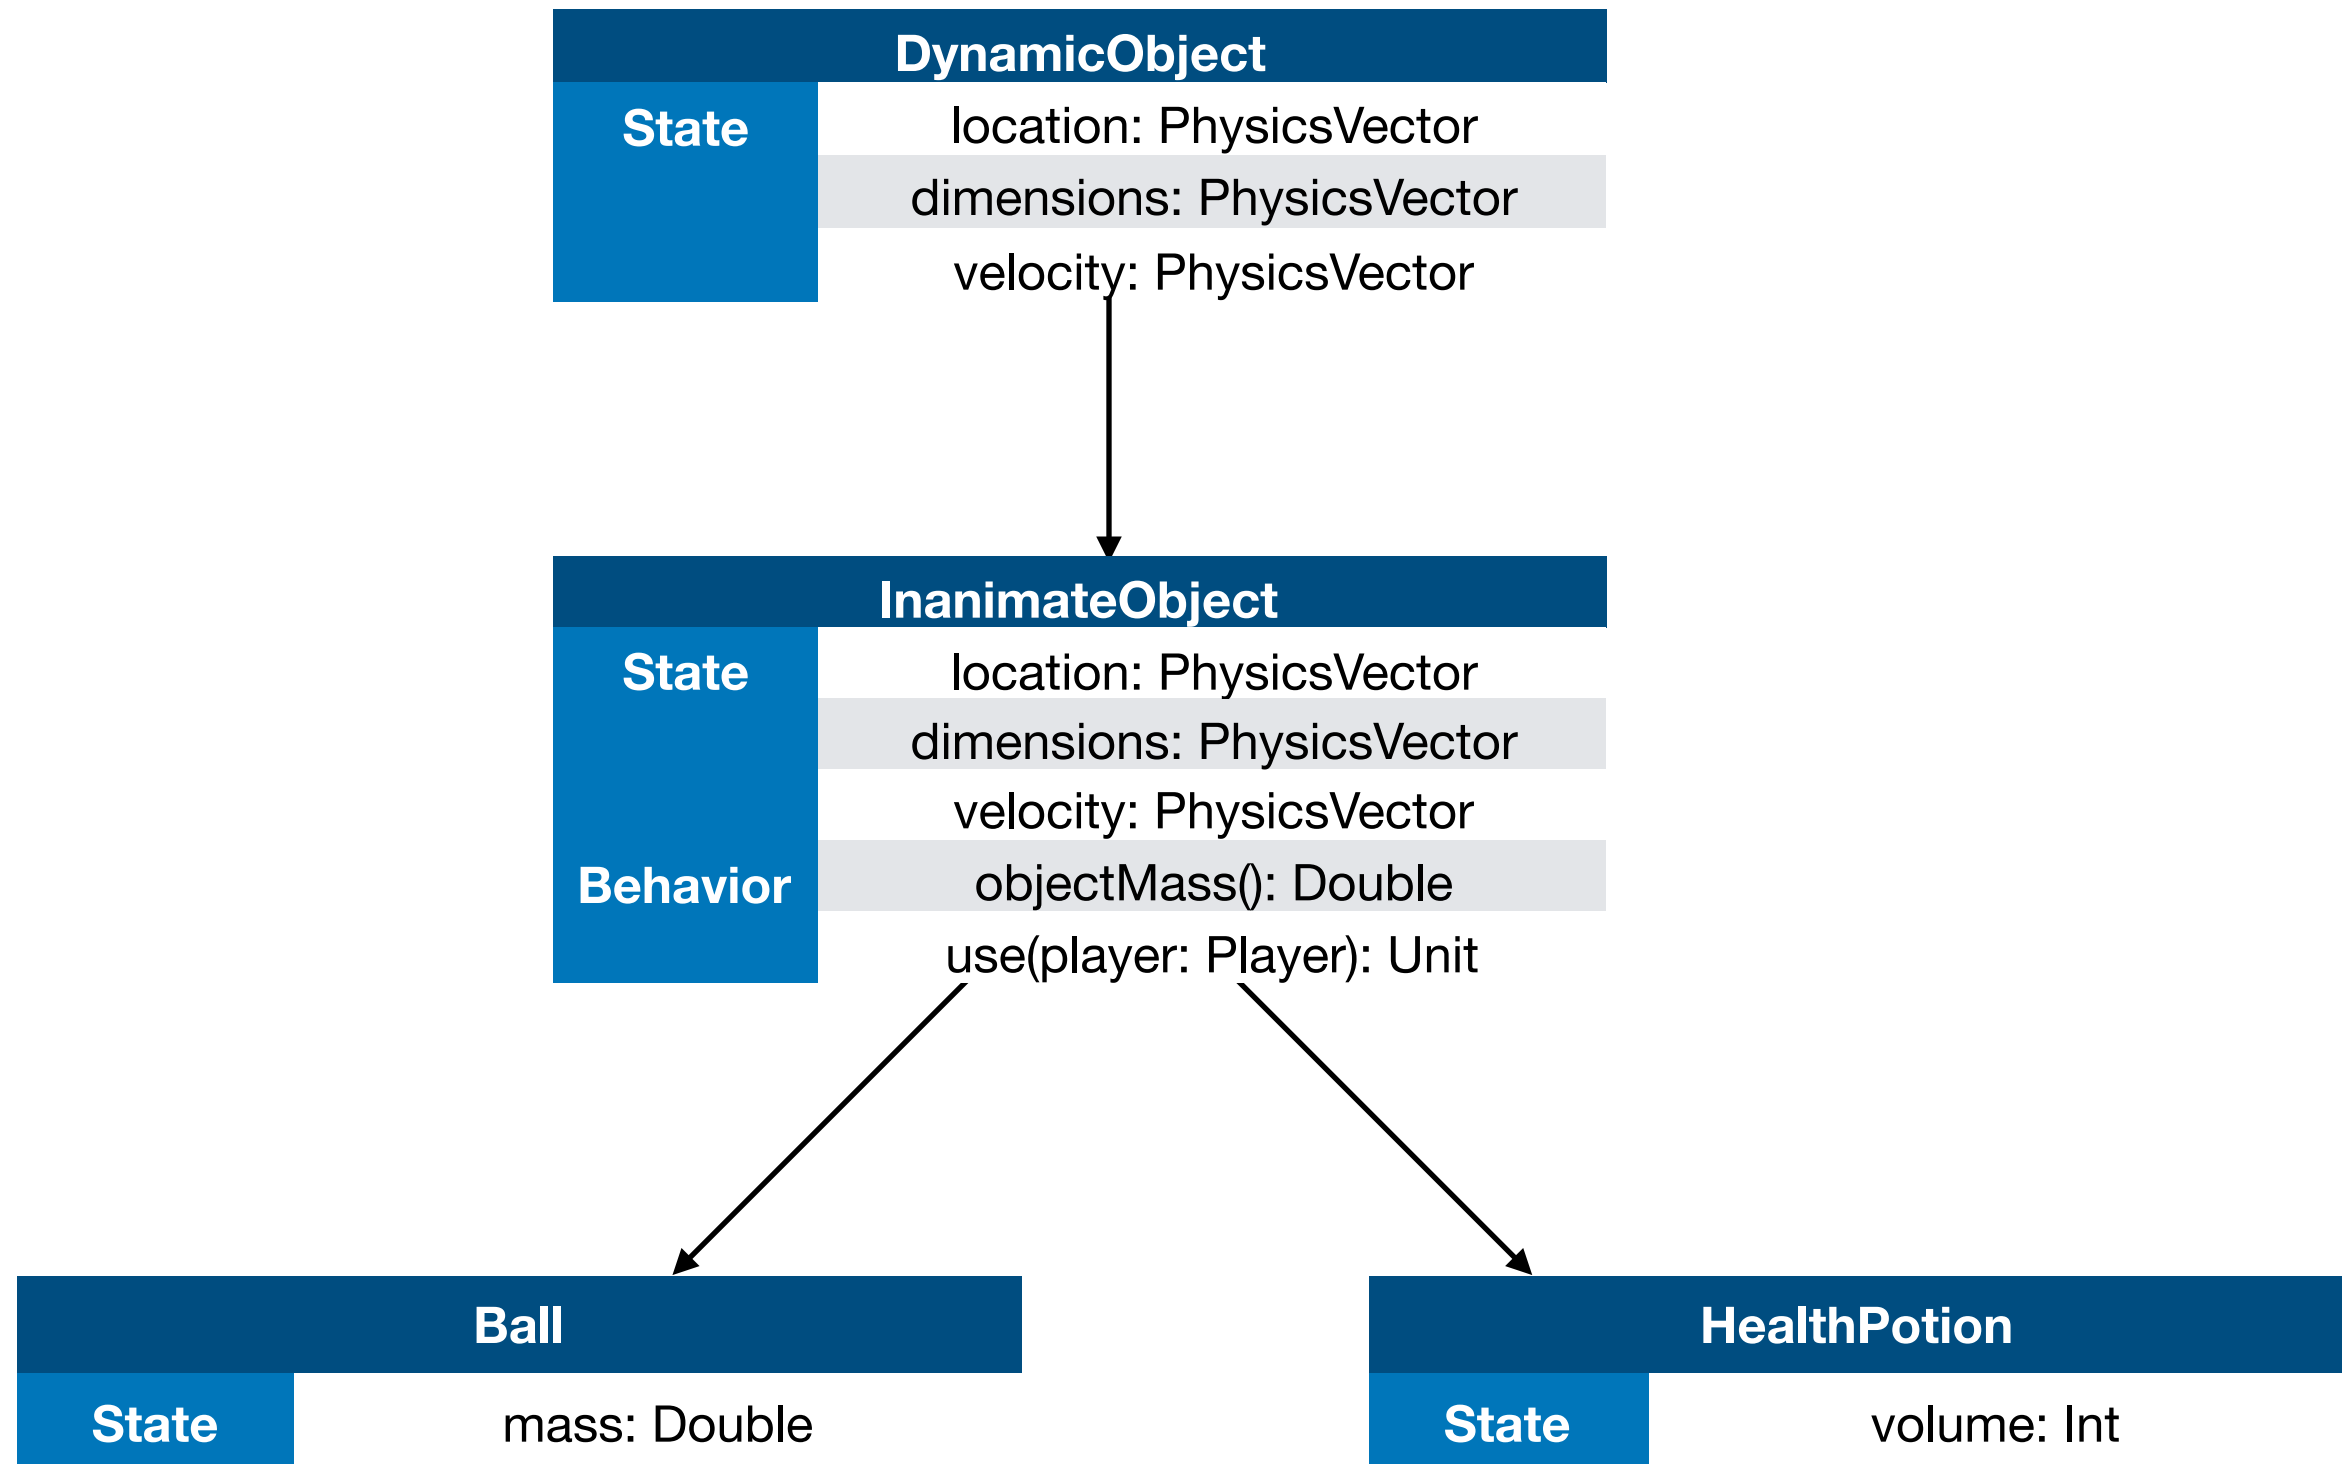 DynamicObject
State location: PhysicsVector
dimensions: PhysicsVector
velocity: PhysicsVector
InanimateObject
State location: PhysicsVector
dimensions: PhysicsVector
velocity: PhysicsVector
Behavior objectMass(): Double
use(player: Player): Unit
Ball
State mass: Double
HealthPotion
State volume: Int